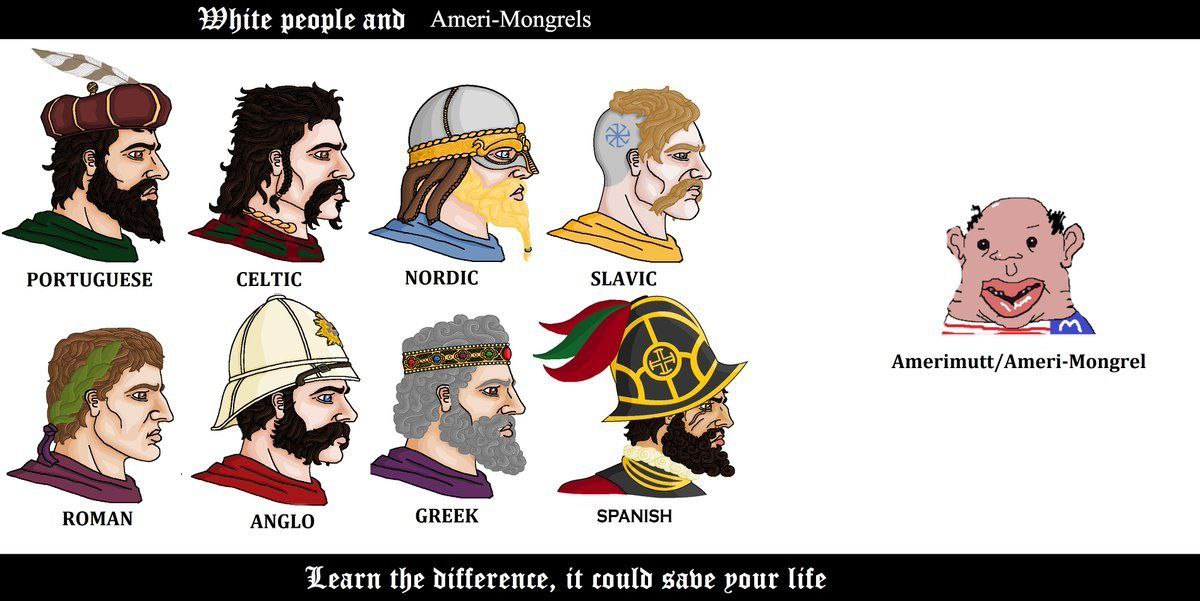 White people and Ameri-Mongrels
PORTUGUESE
CELTIC
NORDIC
SLAVIC
Amerimutt/Ameri-Mongrel
ROMAN
ANGLO
GREEK
SPANISH
Learn the difference, it could save your life